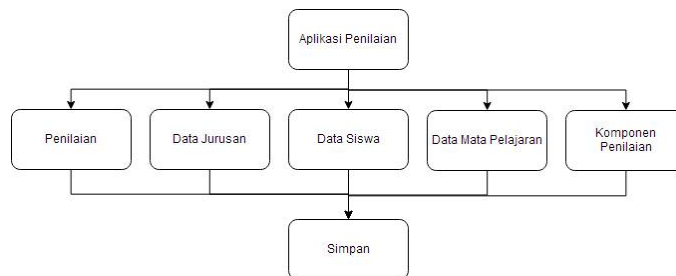 Aplikasi Penilaian
Penilaian
Data Jurusan
Data Siswa
Data Mata Pelajaran
Komponen
Penilaian
Simpan